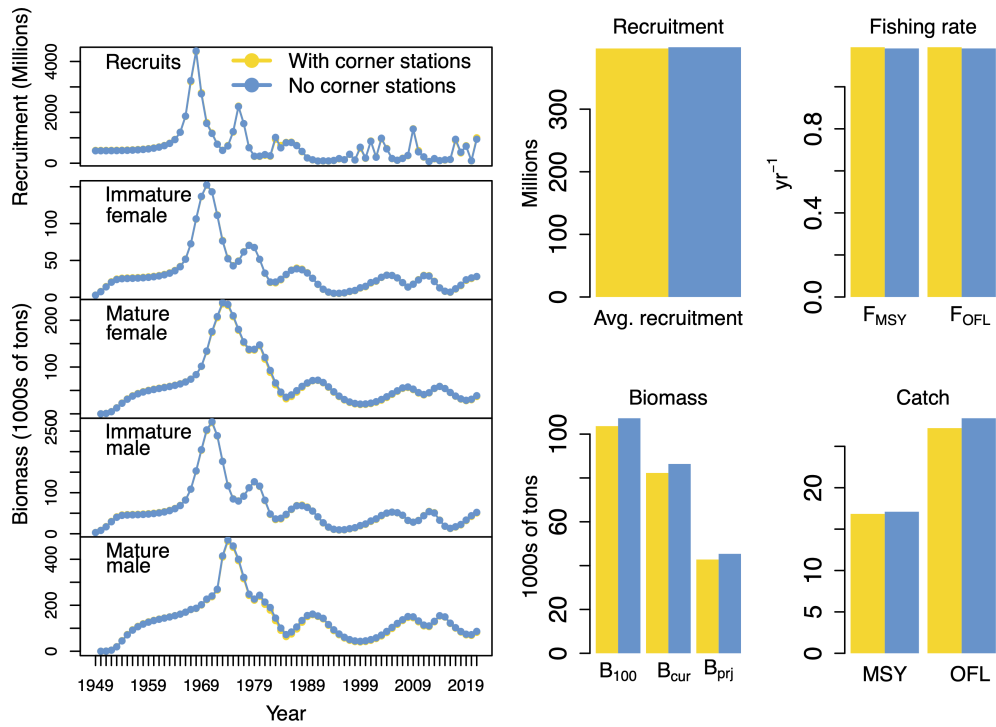 Recruitment (Millions)
0 2000 4000
Recruits
With corner stations
No corner stations
Biomass (1000s of tons)
0 50 100
Immature
female
0 100 200
Mature
female
0 100 250
Immature
male
0 200 400
Mature
male
1949 1959 1969 1979 1989 1999 2009 2019
Year
Recruitment
Millions
0 100 200 300
Avg. recruitment
Fishing rate
yr⁻¹
0.0 0.4 0.8
F_MSY F_OFL
Biomass
1000s of tons
0 20 60 100
B_100 B_cur B_prj
Catch
0 5 10 20
MSY OFL